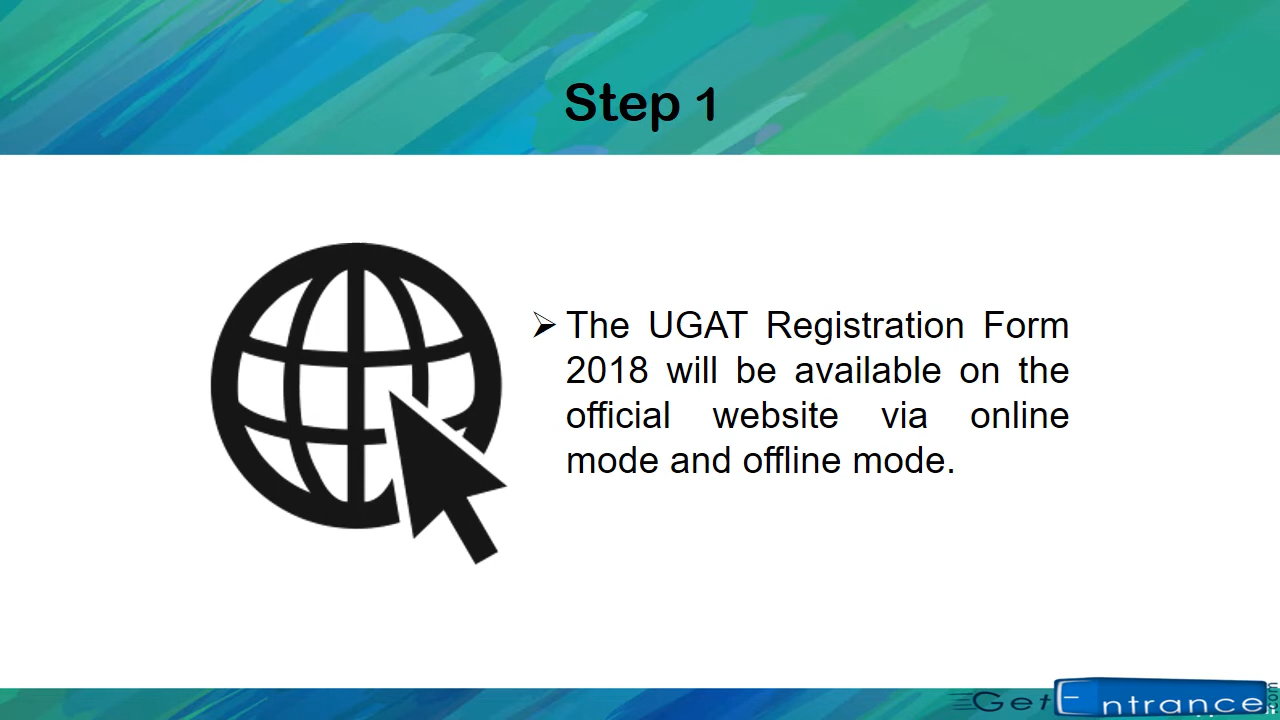 Step 1
➢ The UGAT Registration Form
2018 will be available on the
official website via online
mode and offline mode.
GetEntrance.com